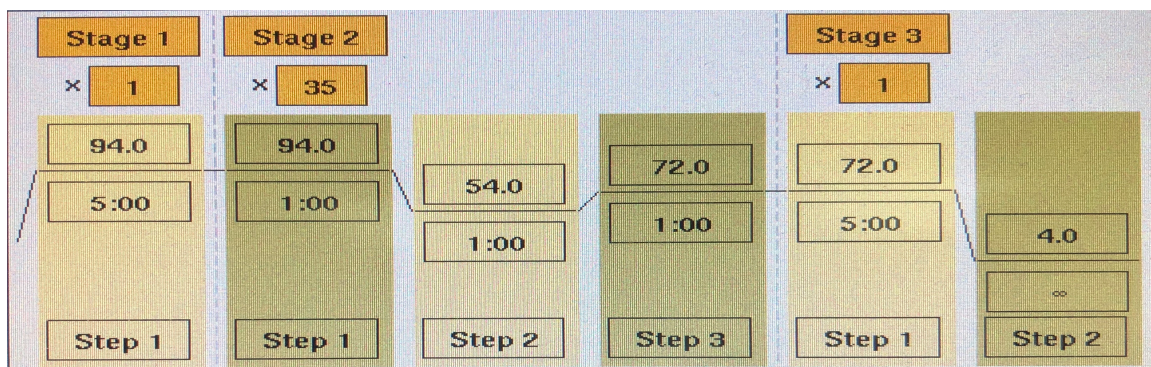 Stage 1 Stage 2 Stage 3
× 1 × 35 × 1
94.0 94.0 54.0 72.0 72.0 4.0
5:00 1:00 1:00 1:00 5:00 ∞
Step 1 Step 1 Step 2 Step 3 Step 1 Step 2